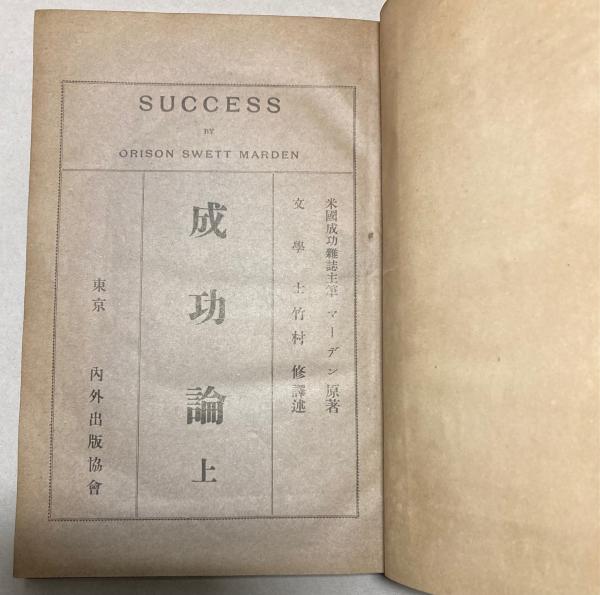 SUCCESS
BY
ORISON SWETT MARDEN
米國成功雜誌主筆 マーデン原著
文學士竹村修譯述
成功論上
東京 內外出版協會